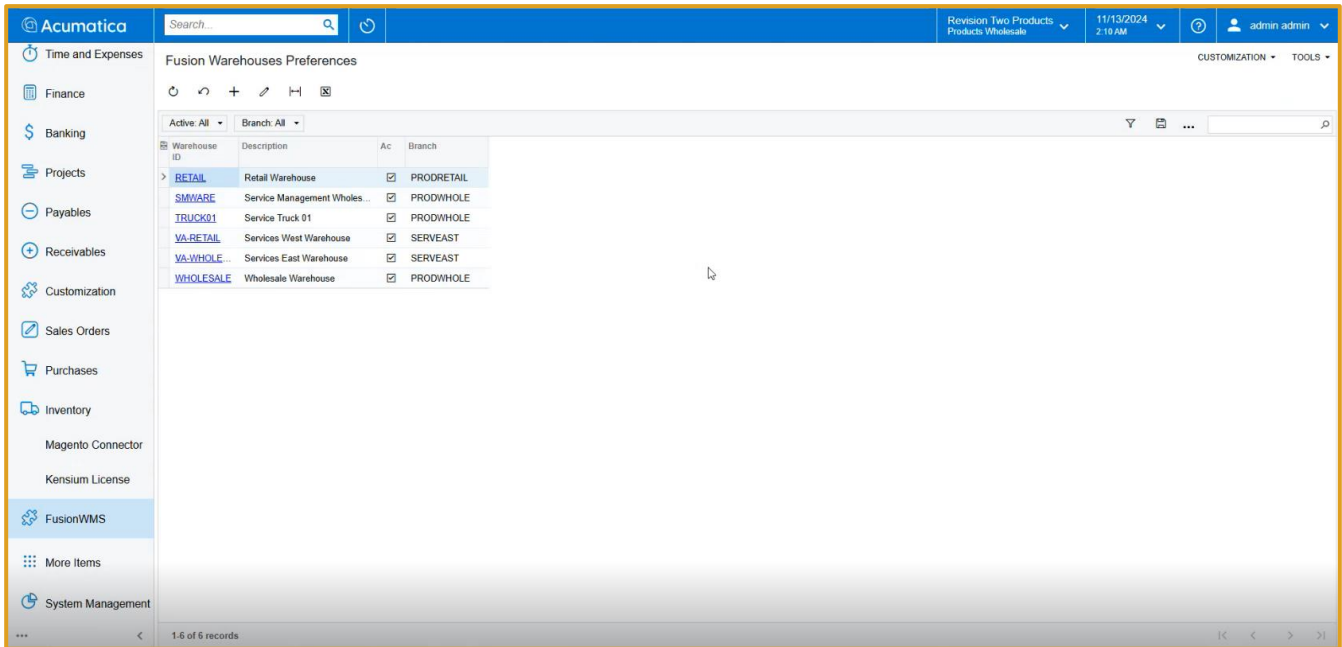 Acumatica
Search...
Revision Two Products
Products Wholesale
11/13/2024
2:10 AM
admin admin
Time and Expenses
Finance
Banking
Projects
Payables
Receivables
Customization
Sales Orders
Purchases
Inventory
Magento Connector
Kensium License
FusionWMS
More Items
System Management
Fusion Warehouses Preferences
CUSTOMIZATION
TOOLS
Active: All
Branch: All
Warehouse ID Description Ac Branch
RETAIL Retail Warehouse PRODRETAIL
SMWARE Service Management Wholes... PRODWHOLE
TRUCK01 Service Truck 01 PRODWHOLE
VA-RETAIL Services West Warehouse SERVEAST
VA-WHOLE... Services East Warehouse SERVEAST
WHOLESALE Wholesale Warehouse PRODWHOLE
1-6 of 6 records